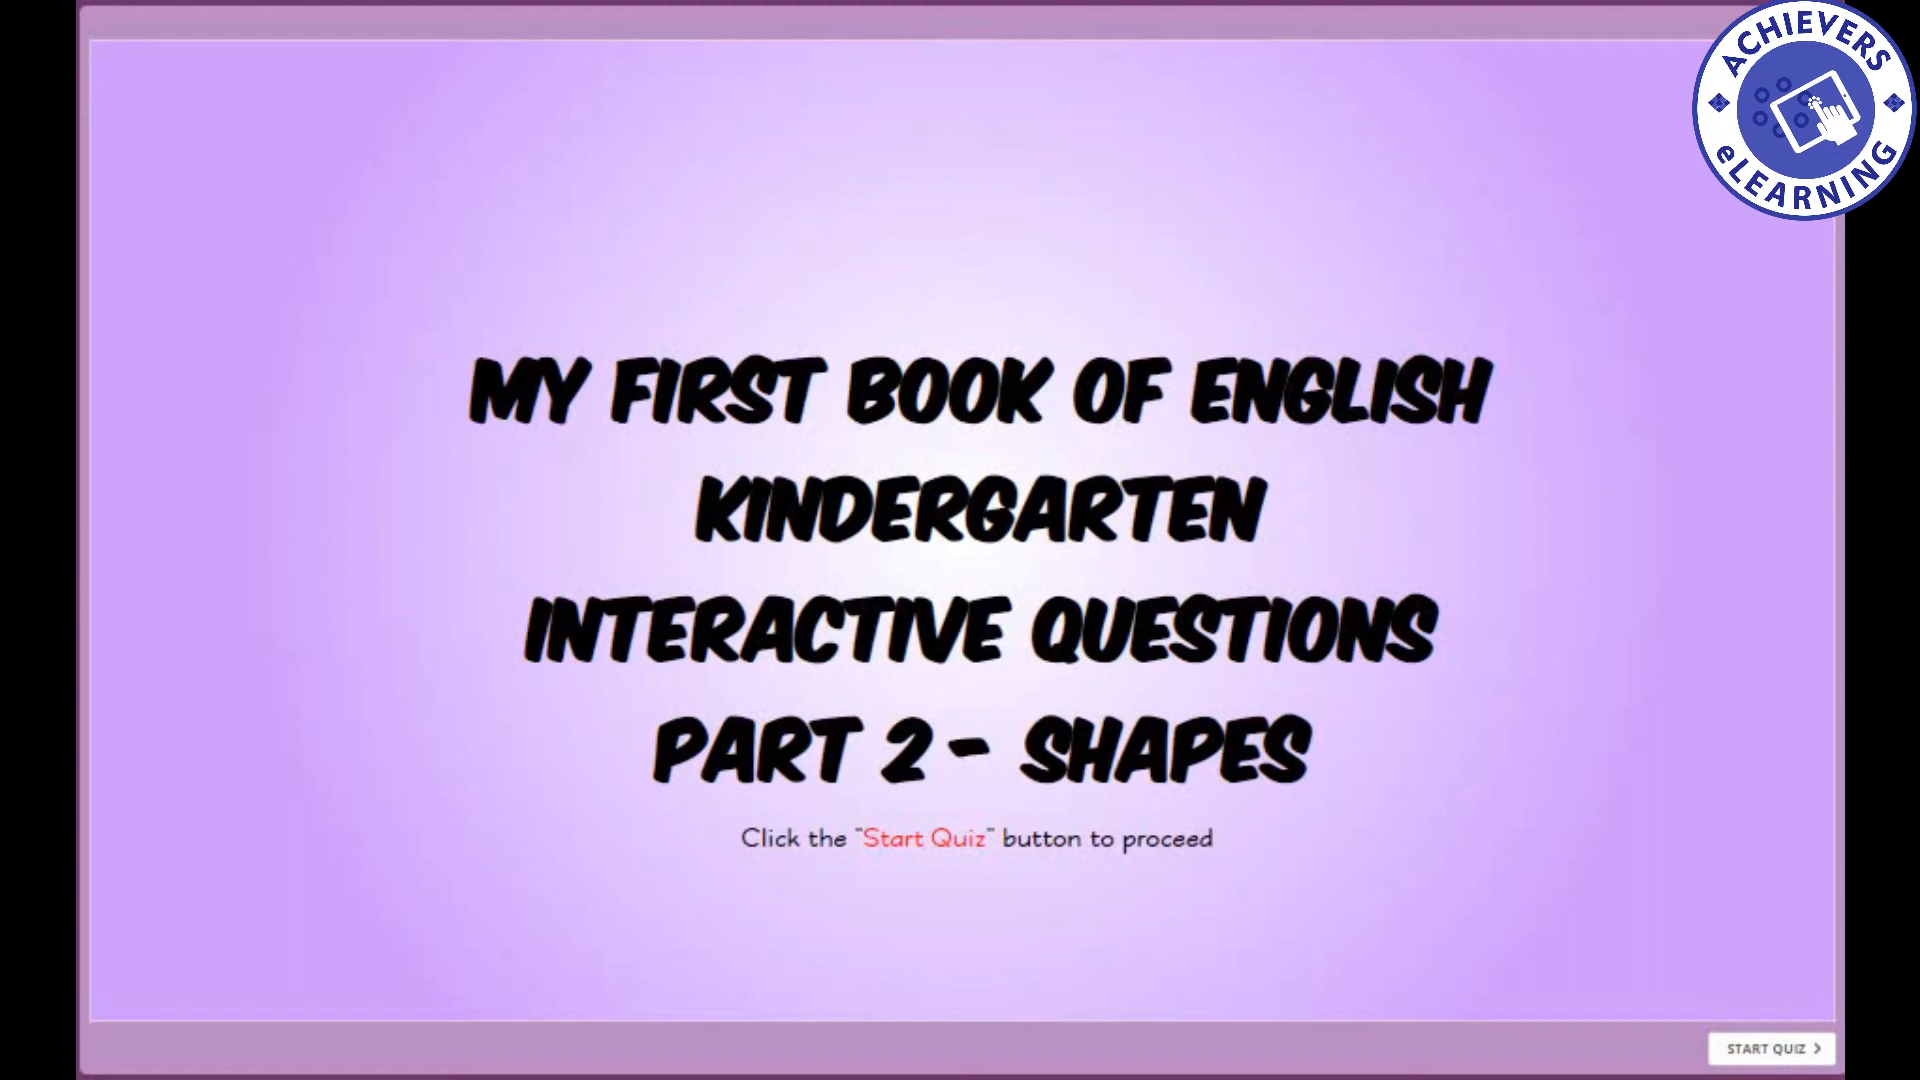 ACHIEVERS
eLEARNING
MY FIRST BOOK OF ENGLISH
KINDERGARTEN
INTERACTIVE QUESTIONS
PART 2 - SHAPES
Click the "Start Quiz" button to proceed
START QUIZ >